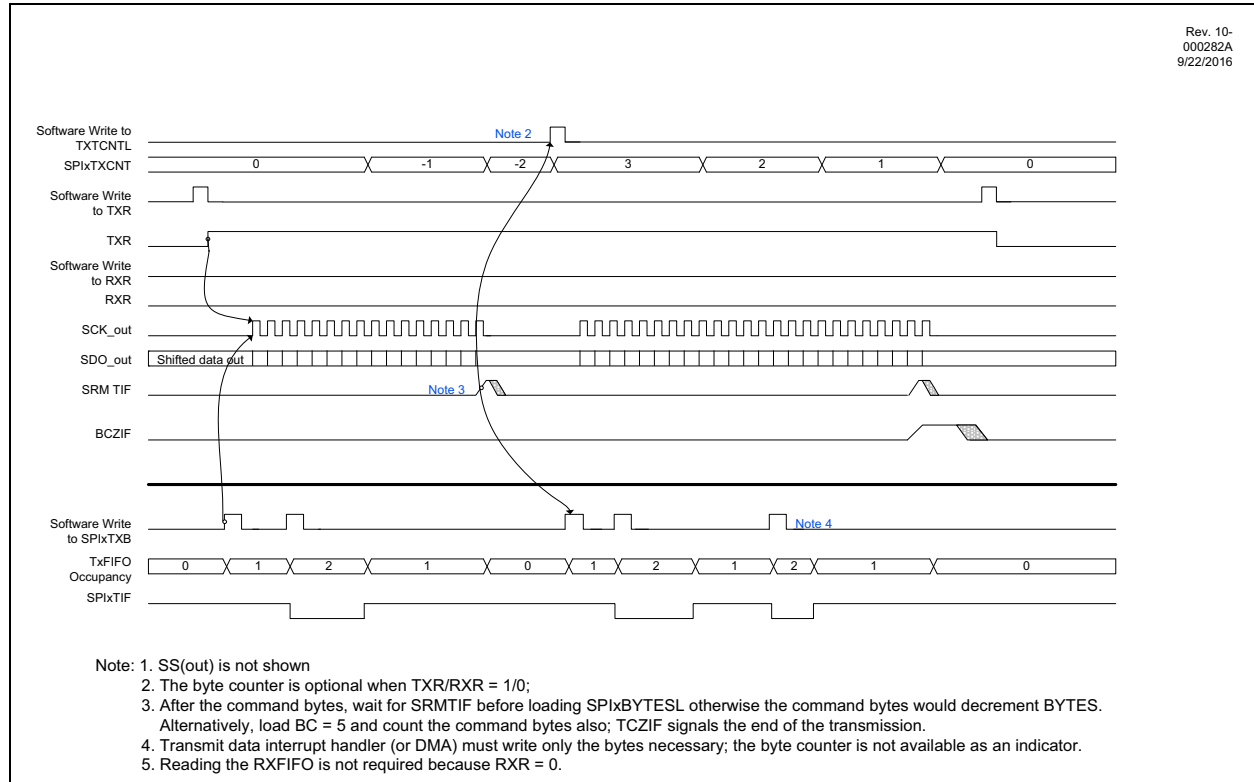 Rev. 10-
000282A
9/22/2016
Software Write to
TXTCNTL
Note 2
SPIxTXCNT
0 -1 -2 3 2 1 0
Software Write
to TXR
TXR
Software Write
to RXR
RXR
SCK_out
SDO_out
Shifted data out
SRM TIF
Note 3
BCZIF
Software Write
to SPIxTXB
Note 4
TxFIFO
Occupancy
0 1 2 1 0 1 2 1 2 1 0
SPIxTIF
Note: 1. SS(out) is not shown
2. The byte counter is optional when TXR/RXR = 1/0;
3. After the command bytes, wait for SRMTIF before loading SPIxBYTESL otherwise the command bytes would decrement BYTES.
Alternatively, load BC = 5 and count the command bytes also; TCZIF signals the end of the transmission.
4. Transmit data interrupt handler (or DMA) must write only the bytes necessary; the byte counter is not available as an indicator.
5. Reading the RXFIFO is not required because RXR = 0.